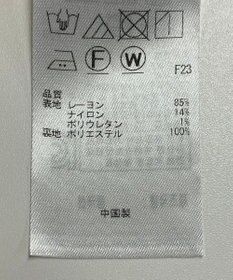 F W
F23
品質
表地 レーヨン 85%
ナイロン 14%
ポリウレタン 1%
裏地 ポリエステル 100%
中国製